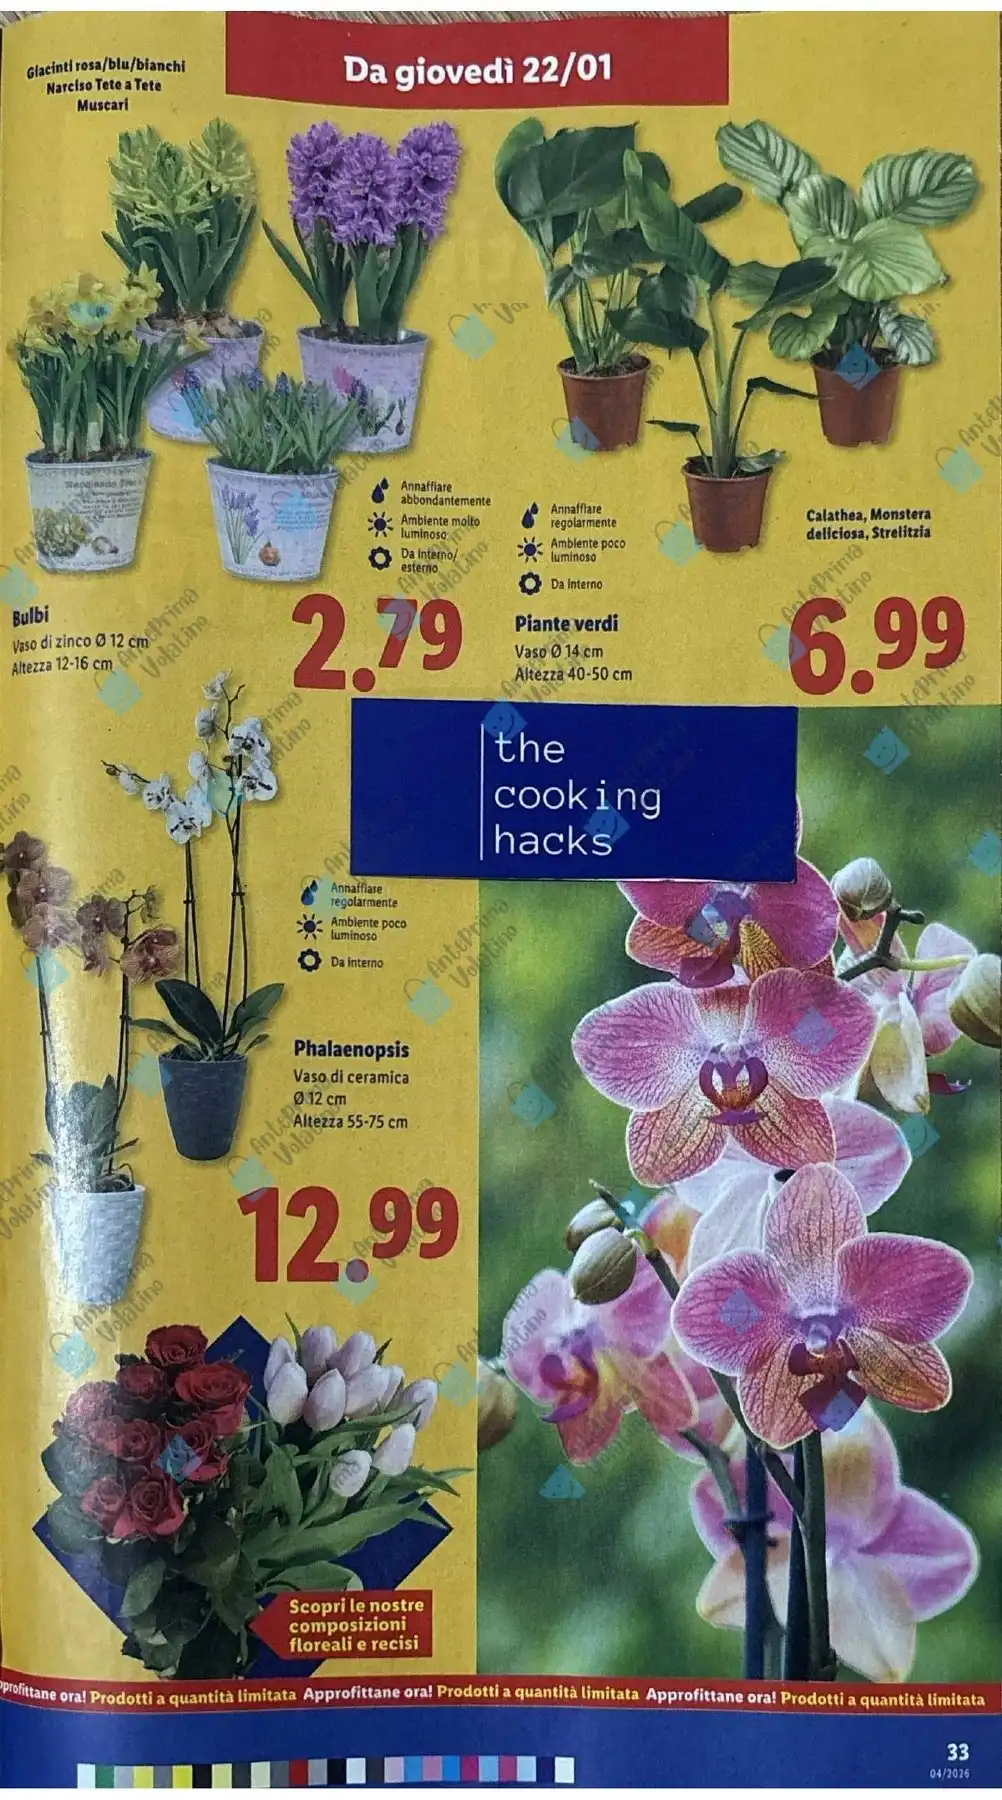 Da giovedì 22/01
Giacinti rosa/blu/bianchi
Narciso Tete a Tete
Muscari
Annaffiare
abbondantemente
Ambiente molto
luminoso
Da interno/
esterno
Bulbi
Vaso di zinco Ø 12 cm
Altezza 12-16 cm
2.79
Annaffiare
regolarmente
Ambiente poco
luminoso
Da interno
Calathea, Monstera
deliciosa, Strelitzia
Piante verdi
Vaso Ø 14 cm
Altezza 40-50 cm
6.99
the
cooking
hacks
Annaffiare
regolarmente
Ambiente poco
luminoso
Da interno
Phalaenopsis
Vaso di ceramica
Ø 12 cm
Altezza 55-75 cm
12.99
Scopri le nostre
composizioni
floreali e recisi
ora! Prodotti a quantità limitata Approfittane ora! Prodotti a quantità limitata Approfittane ora! Prodotti a quantità limitata
33
04/2026
AntePrima
Volatino